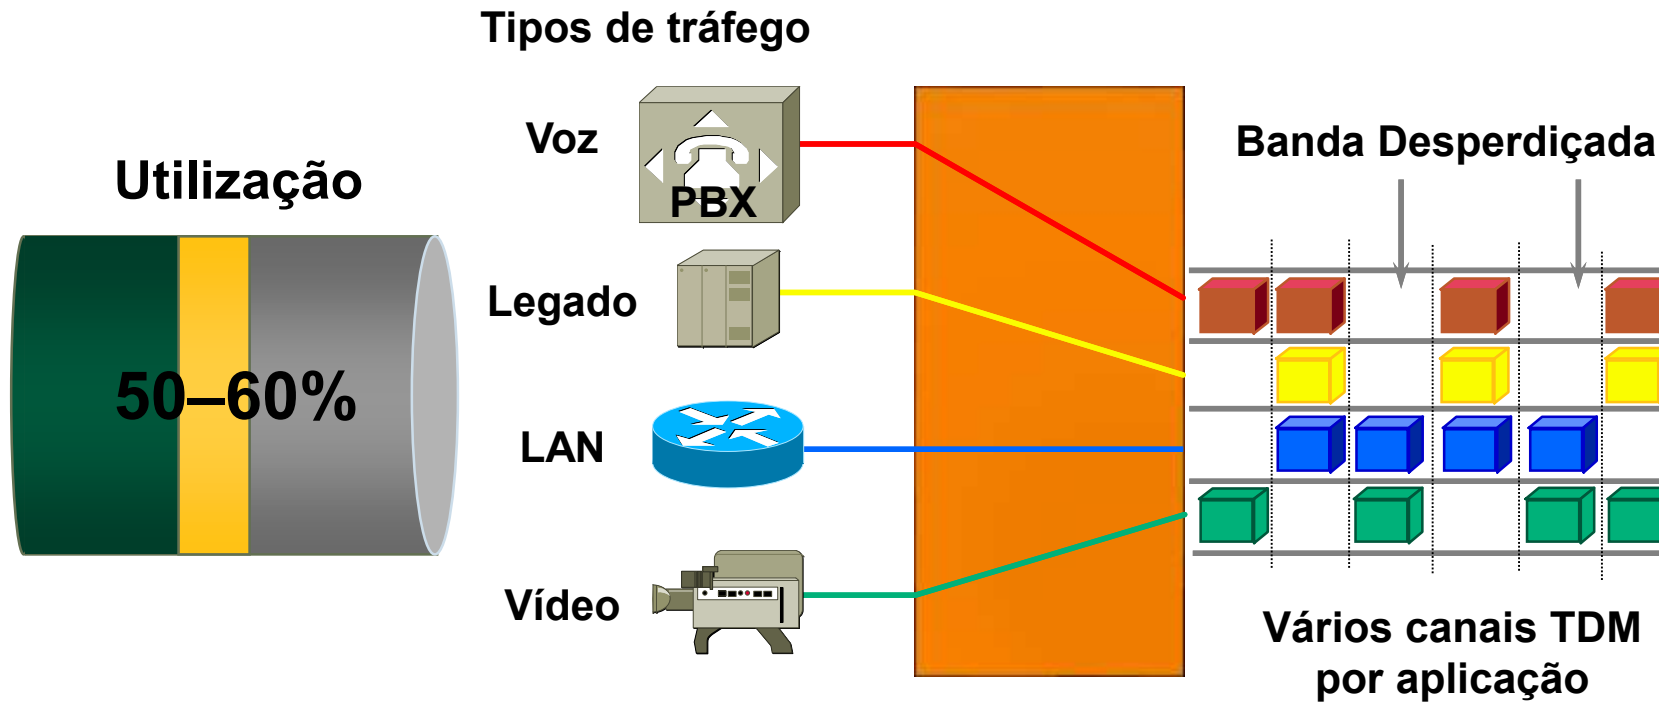 Tipos de tráfego
Utilização
50–60%
Voz
PBX
Legado
LAN
Vídeo
Banda Desperdiçada
Vários canais TDM
por aplicação